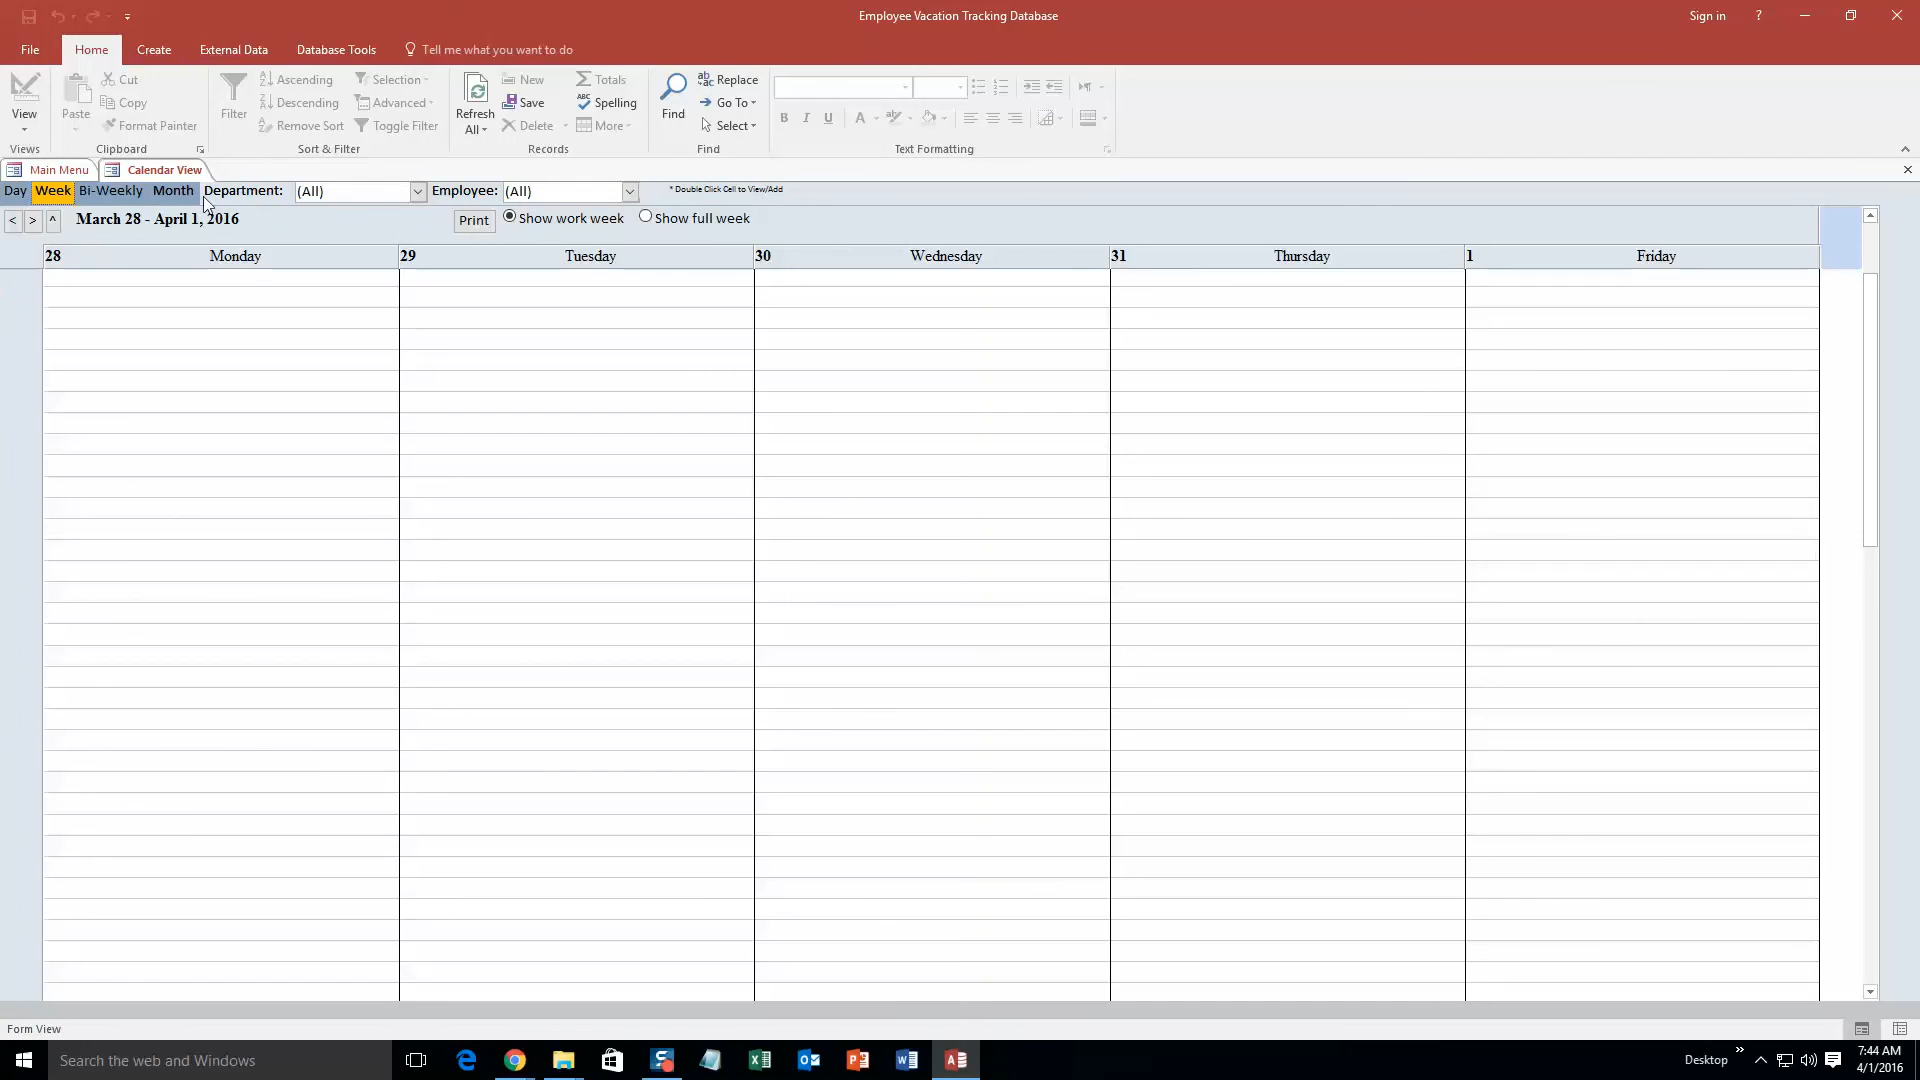 Employee Vacation Tracking Database
Sign in ?
File Home Create External Data Database Tools Tell me what you want to do
View
Views
Paste
Cut
Copy
Format Painter
Clipboard
Filter
Ascending
Descending
Remove Sort
Selection
Advanced
Toggle Filter
Sort & Filter
Refresh
All
New
Save
Delete
Totals
Spelling
More
Records
Find
Replace
Go To
Select
Find
B I U A
Text Formatting
Main Menu Calendar View
Day Week Bi-Weekly Month Department: (All) Employee: (All) * Double Click Cell to View/Add
< > ^ March 28 - April 1, 2016 Print Show work week Show full week
28 Monday 29 Tuesday 30 Wednesday 31 Thursday 1 Friday
Form View
Search the web and Windows
Desktop
7:44 AM
4/1/2016